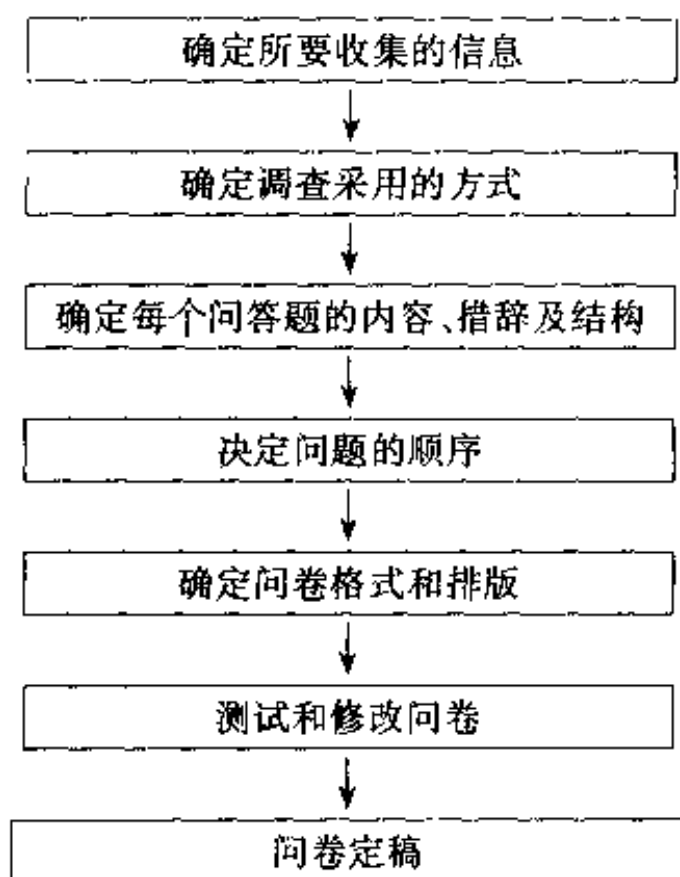 确定所要收集的信息
确定调查采用的方式
确定每个问答题的内容、措辞及结构
决定问题的顺序
确定问卷格式和排版
测试和修改问卷
问卷定稿